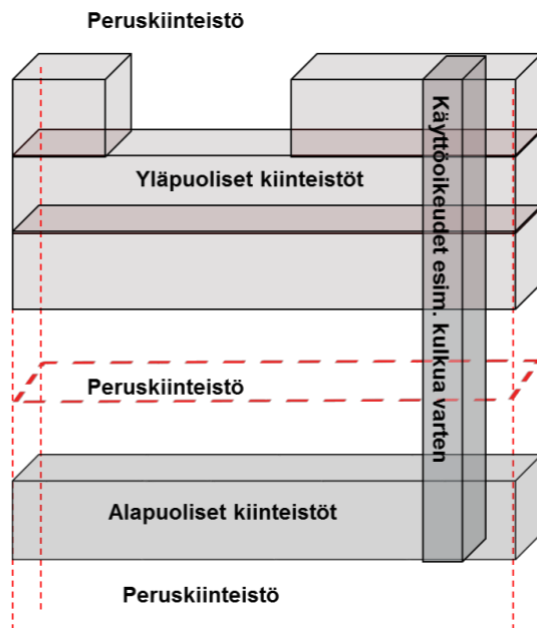 Peruskiinteistö
Käyttöoikeudet esim. kulkua varten
Yläpuoliset kiinteistöt
Peruskiinteistö
Alapuoliset kiinteistöt
Peruskiinteistö